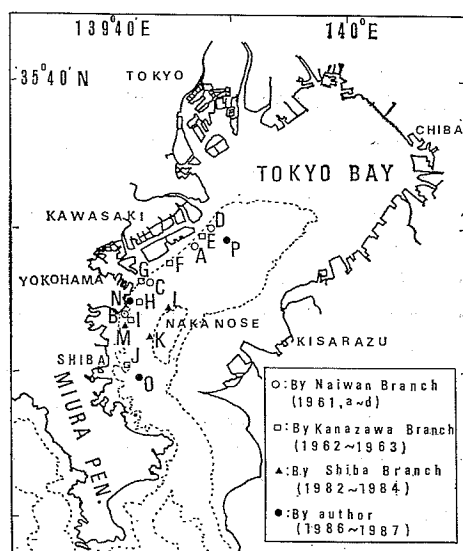 139°40'E
140°E
35°40'N
TOKYO
CHIBA
TOKYO BAY
KAWASAKI
D
E
P
A
F
YOKOHAMA
G
C
N
H
L
B
I
NAKANOSE
M
K
KISARAZU
SHIBA
J
O
MIURA PEN.
○:By Naiwan Branch
(1961,a~d)
□:By Kanazawa Branch
(1962~1963)
▲:By Shiba Branch
(1982~1984)
●:By author
(1986~1987)